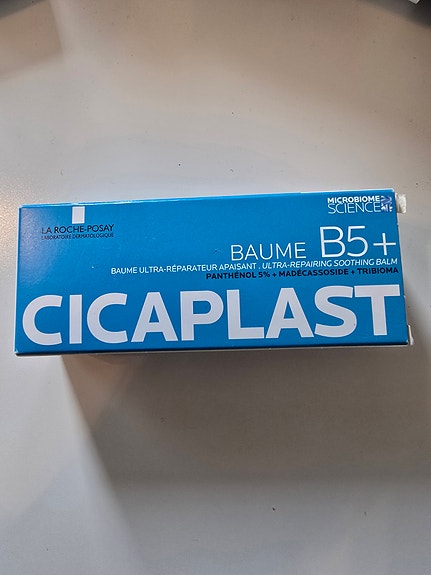 LA ROCHE-POSAY
LABORATOIRE DERMATOLOGIQUE
MICROBIOME
SCIENCE
BAUME B5+
BAUME ULTRA-RÉPARATEUR APAISANT . ULTRA-REPAIRING SOOTHING BALM
PANTHENOL 5% + MADÉCASSOSIDE + TRIBIOMA
CICAPLAST